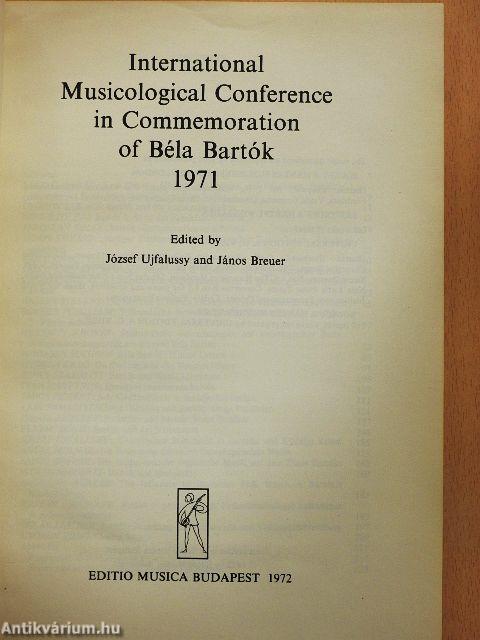 International
Musicological Conference
in Commemoration
of Béla Bartók
1971
Edited by
József Ujfalussy and János Breuer
EDITIO MUSICA BUDAPEST 1972
Antikvárium.hu